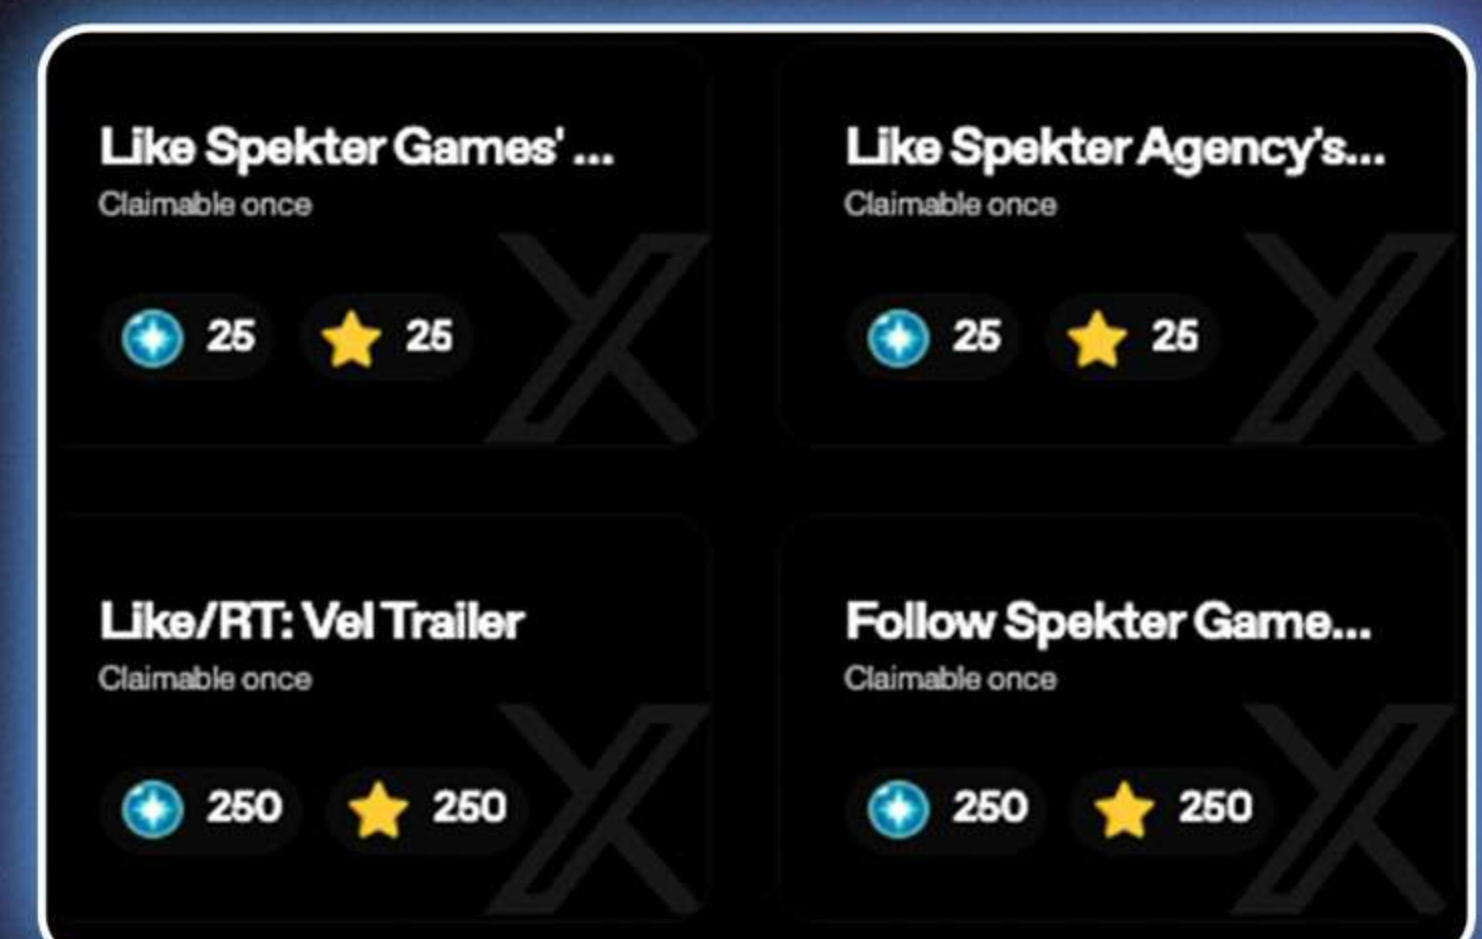 Like Spekter Games' ...
Claimable once
25 25
Like Spekter Agency's...
Claimable once
25 25
Like/RT: Vel Trailer
Claimable once
250 250
Follow Spekter Game...
Claimable once
250 250